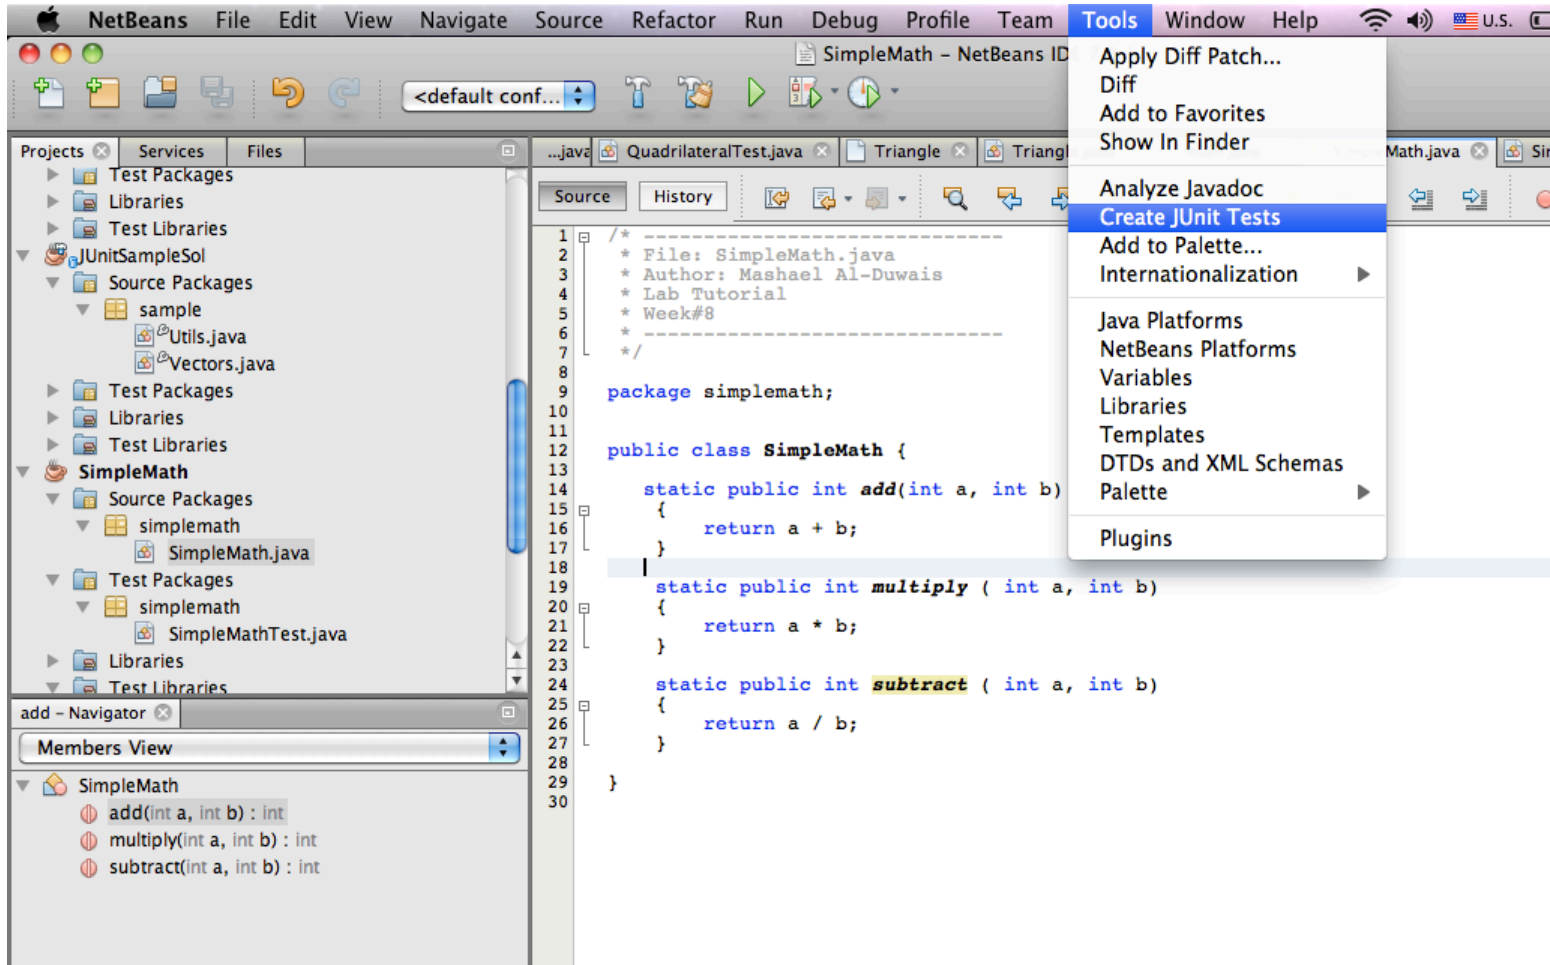 NetBeans File Edit View Navigate Source Refactor Run Debug Profile Team Tools Window Help U.S.
SimpleMath - NetBeans ID
<default conf...
Projects Services Files
Test Packages
Libraries
Test Libraries
JUnitSampleSol
Source Packages
sample
Utils.java
Vectors.java
Test Packages
Libraries
Test Libraries
SimpleMath
Source Packages
simplemath
SimpleMath.java
Test Packages
simplemath
SimpleMathTest.java
Libraries
Test Libraries
add - Navigator
Members View
SimpleMath
add(int a, int b) : int
multiply(int a, int b) : int
subtract(int a, int b) : int
...java QuadrilateralTest.java Triangle Triangl Math.java Sir
Source History
1 /* ------------------------------
2 * File: SimpleMath.java
3 * Author: Mashael Al-Duwais
4 * Lab Tutorial
5 * Week#8
6 * ------------------------------
7 */
8
9 package simplemath;
10
11
12 public class SimpleMath {
13
14 static public int add(int a, int b)
15 {
16 return a + b;
17 }
18
19 static public int multiply ( int a, int b)
20 {
21 return a * b;
22 }
23
24 static public int subtract ( int a, int b)
25 {
26 return a / b;
27 }
28
29 }
30
Apply Diff Patch...
Diff
Add to Favorites
Show In Finder
Analyze Javadoc
Create JUnit Tests
Add to Palette...
Internationalization
Java Platforms
NetBeans Platforms
Variables
Libraries
Templates
DTDs and XML Schemas
Palette
Plugins